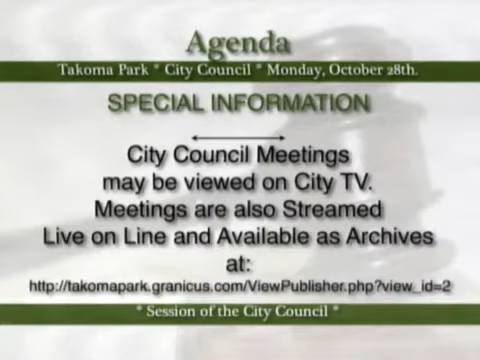 Agenda
Takoma Park * City Council * Monday, October 28th.
SPECIAL INFORMATION
City Council Meetings
may be viewed on City TV.
Meetings are also Streamed
Live on Line and Available as Archives
at:
http://takomapark.granicus.com/ViewPublisher.php?view_id=2
* Session of the City Council *